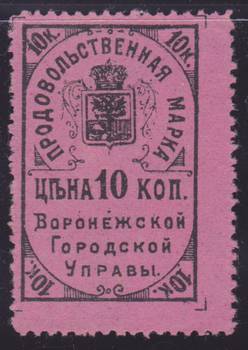 10к. 10к.
ПРОДОВОЛЬСТВЕННАЯ МАРКА
ЦѢНА 10 КОП.
ВОРОНЕЖСКОЙ
ГОРОДСКОЙ
УПРАВЫ.
10к. 10к.